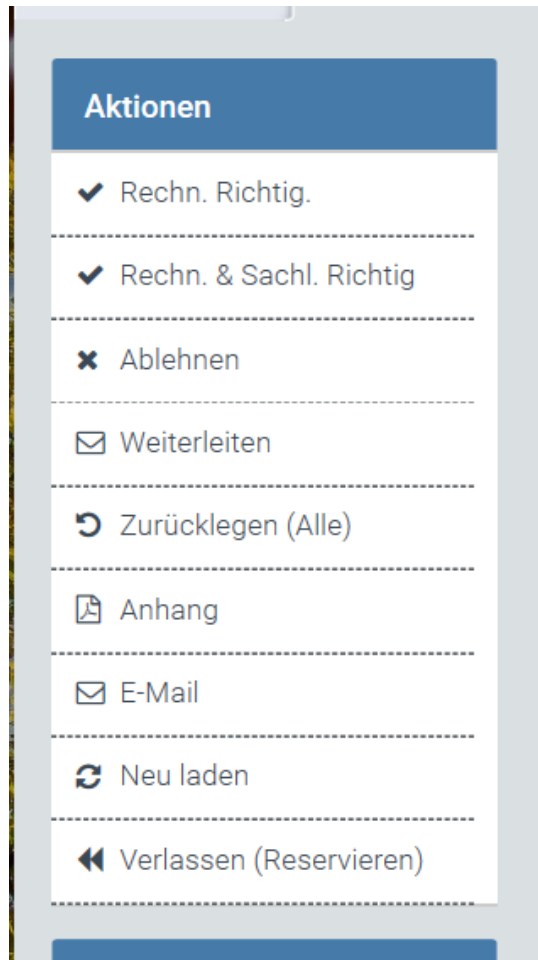 Aktionen
Rechn. Richtig.
Rechn. & Sachl. Richtig
Ablehnen
Weiterleiten
Zurücklegen (Alle)
Anhang
E-Mail
Neu laden
Verlassen (Reservieren)